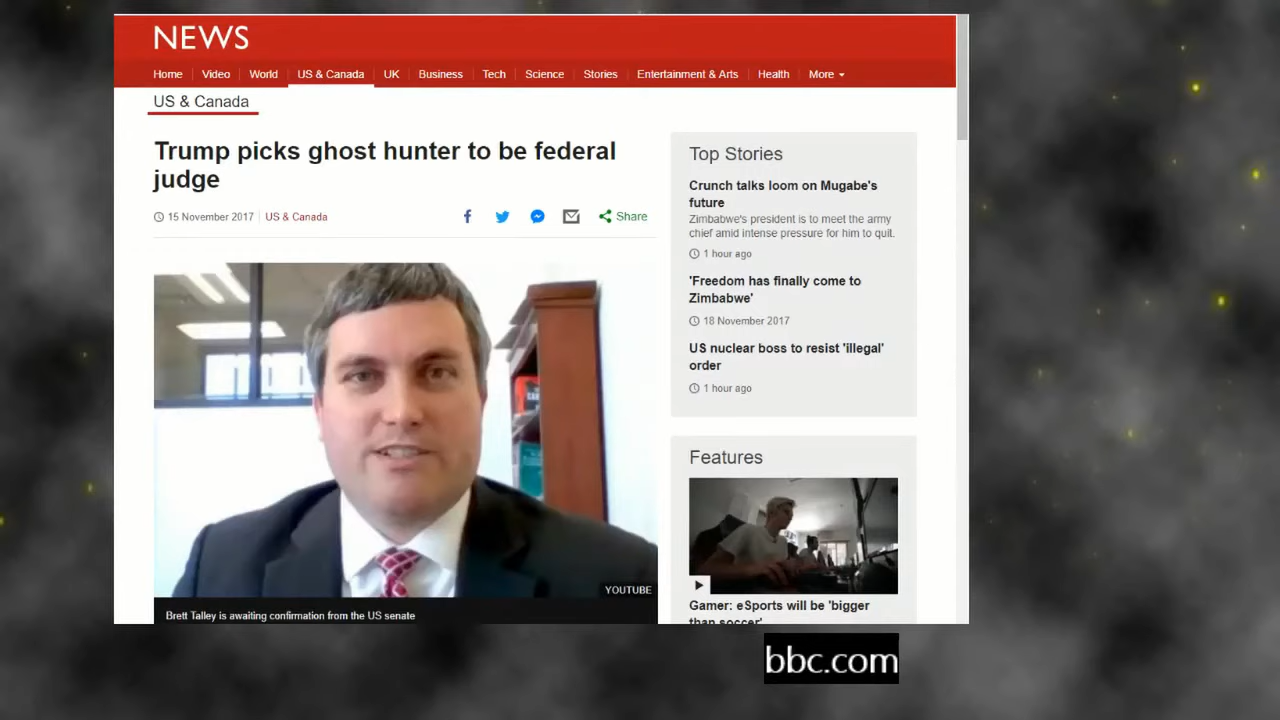 NEWS
Home Video World US & Canada UK Business Tech Science Stories Entertainment & Arts Health More
US & Canada
Trump picks ghost hunter to be federal
judge
15 November 2017 US & Canada
Share
YOUTUBE
Brett Talley is awaiting confirmation from the US senate
Top Stories
Crunch talks loom on Mugabe's
future
Zimbabwe's president is to meet the army
chief amid intense pressure for him to quit.
1 hour ago
'Freedom has finally come to
Zimbabwe'
18 November 2017
US nuclear boss to resist 'illegal'
order
1 hour ago
Features
Gamer: eSports will be 'bigger
than soccer'
bbc.com